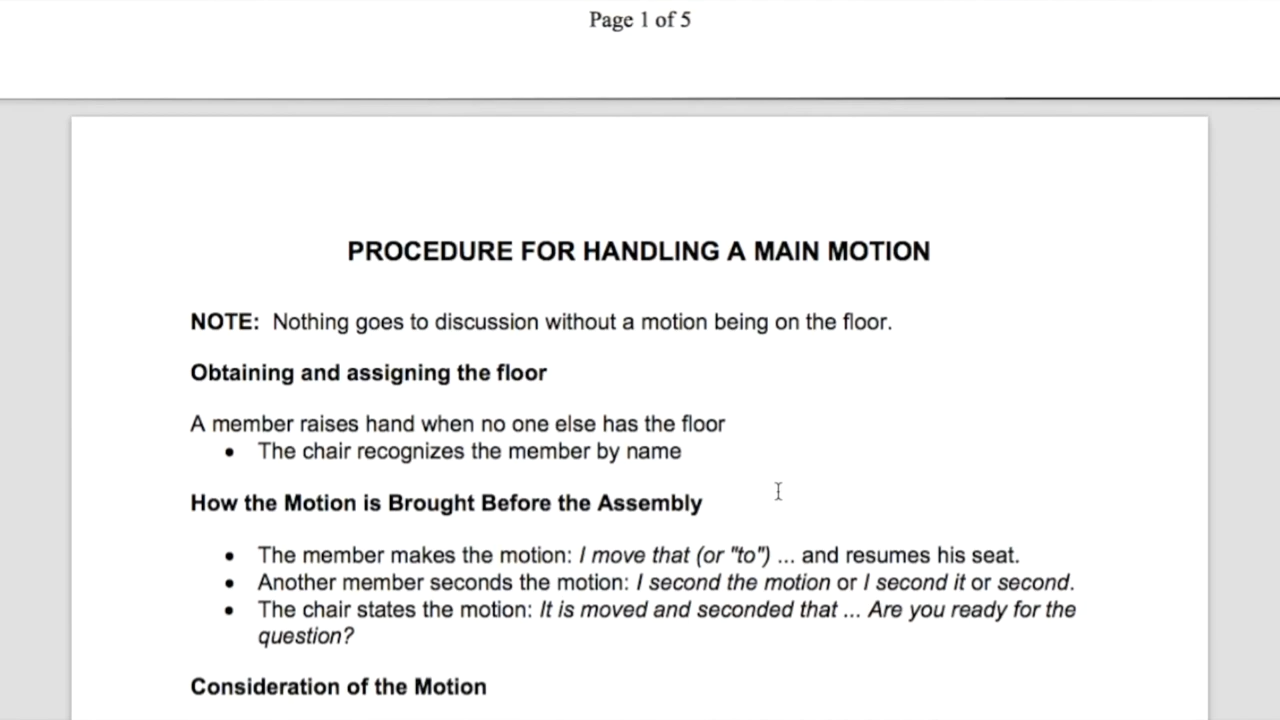 Page 1 of 5
PROCEDURE FOR HANDLING A MAIN MOTION
NOTE: Nothing goes to discussion without a motion being on the floor.
Obtaining and assigning the floor
A member raises hand when no one else has the floor
• The chair recognizes the member by name
How the Motion is Brought Before the Assembly
• The member makes the motion: I move that (or "to") ... and resumes his seat.
• Another member seconds the motion: I second the motion or I second it or second.
• The chair states the motion: It is moved and seconded that ... Are you ready for the
question?
Consideration of the Motion